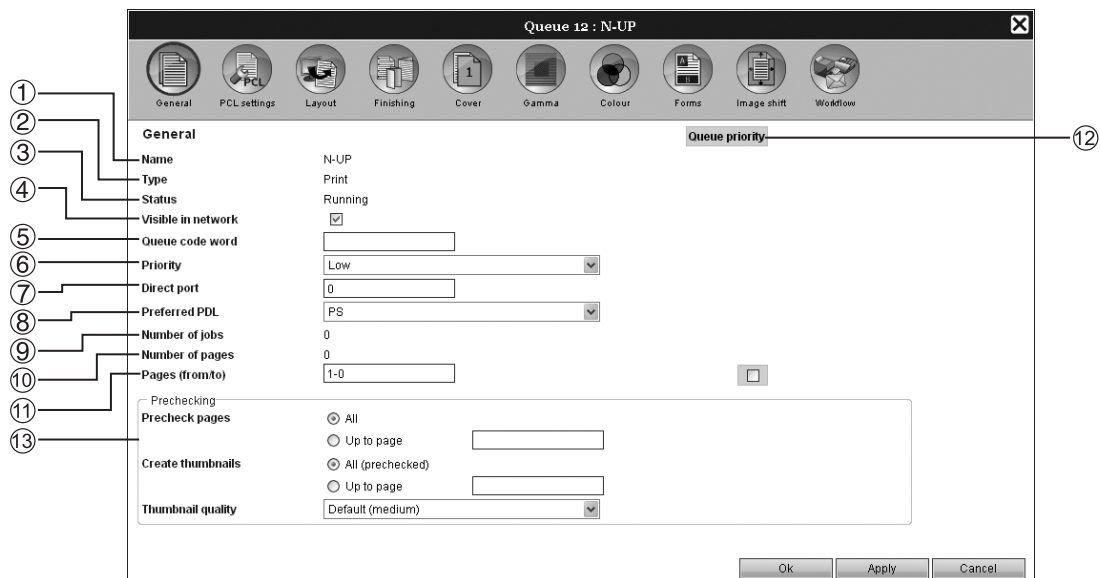 Queue 12 : N-UP
General PCL settings Layout Finishing Cover Gamma Colour Forms Image shift Workflow
PCL
1
A
B
General Queue priority
① Name N-UP
② Type Print
③ Status Running
④ Visible in network
⑤ Queue code word
⑥ Priority Low
⑦ Direct port 0
⑧ Preferred PDL PS
⑨ Number of jobs 0
⑩ Number of pages 0
⑪ Pages (from/to) 1-0
⑫
Prechecking
⑬
Precheck pages All
Up to page
Create thumbnails All (prechecked)
Up to page
Thumbnail quality Default (medium)
Ok Apply Cancel